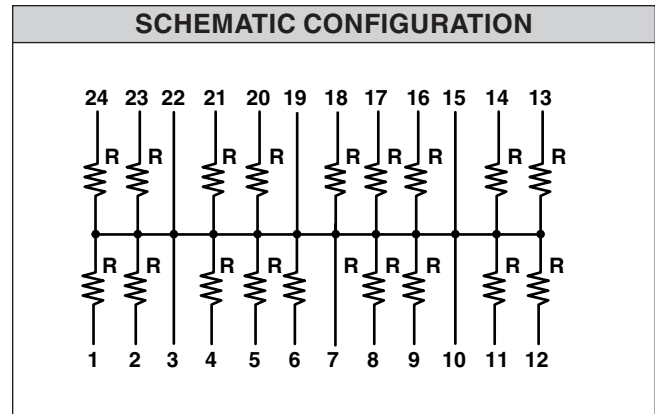 SCHEMATIC CONFIGURATION
24 23 22 21 20 19 18 17 16 15 14 13
R R R R R R R R R
R R R R R R R R R
1 2 3 4 5 6 7 8 9 10 11 12